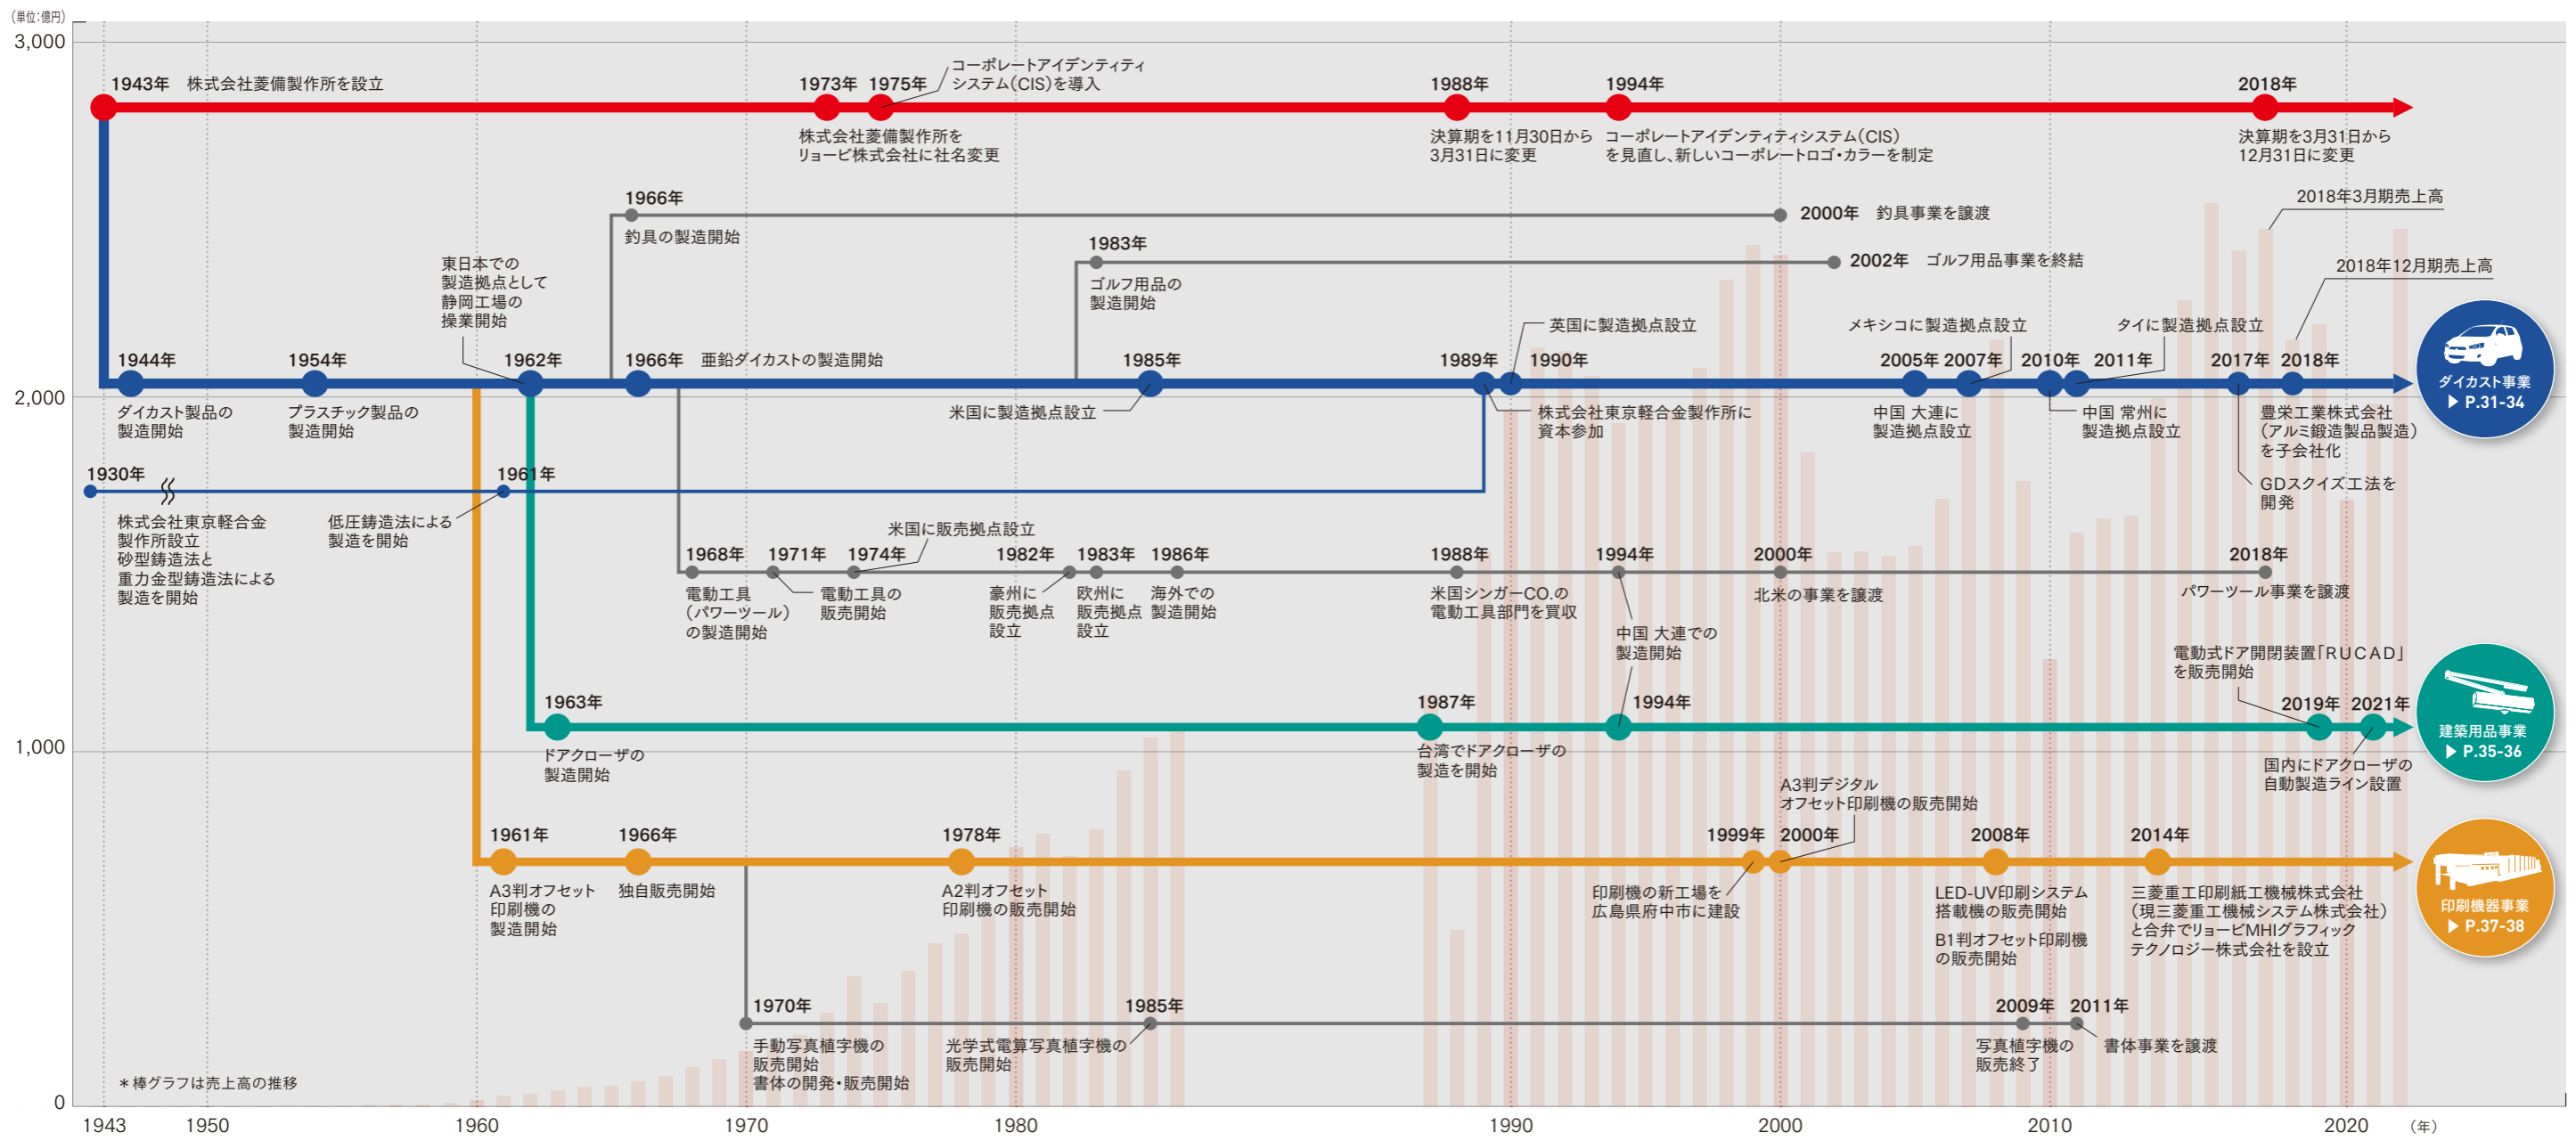 （単位：億円）
3,000
2,000
1,000
0
1943年 株式会社菱備製作所を設立
1973年
株式会社菱備製作所を
リョービ株式会社に社名変更
1975年
コーポレートアイデンティティ
システム（CIS）を導入
1988年
決算期を11月30日から
3月31日に変更
1994年
コーポレートアイデンティティシステム（CIS）
を見直し、新しいコーポレートロゴ・カラーを制定
2018年
決算期を3月31日から
12月31日に変更
1966年
釣具の製造開始
2000年 釣具事業を譲渡
1983年
ゴルフ用品の
製造開始
2002年 ゴルフ用品事業を終結
2018年3月期売上高
2018年12月期売上高
1944年
ダイカスト製品の
製造開始
1954年
プラスチック製品の
製造開始
東日本での
製造拠点として
静岡工場の
操業開始
1962年
1966年 亜鉛ダイカストの製造開始
1985年
米国に製造拠点設立
1989年
株式会社東京軽合金製作所に
資本参加
1990年
英国に製造拠点設立
2005年
中国 大連に
製造拠点設立
メキシコに製造拠点設立
2007年
2010年
中国 常州に
製造拠点設立
タイに製造拠点設立
2011年
2017年
GDスクイズ工法を
開発
2018年
豊栄工業株式会社
（アルミ鍛造製品製造）
を子会社化
ダイカスト事業
▶ P.31-34
1930年
株式会社東京軽合金
製作所設立
砂型鋳造法と
重力金型鋳造法による
製造を開始
1961年
低圧鋳造法による
製造を開始
1968年
電動工具
（パワーツール）
の製造開始
1971年
電動工具の
販売開始
1974年
米国に販売拠点設立
1982年
豪州に
販売拠点
設立
1983年
欧州に
販売拠点
設立
1986年
海外での
製造開始
1988年
米国シンガーCO.の
電動工具部門を買収
1994年
中国 大連での
製造開始
2000年
北米の事業を譲渡
2018年
パワーツール事業を譲渡
1963年
ドアクローザの
製造開始
1987年
台湾でドアクローザの
製造を開始
1994年
電動式ドア開閉装置「RUCAD」
を販売開始
2019年
2021年
国内にドアクローザの
自動製造ライン設置
建築用品事業
▶ P.35-36
1961年
A3判オフセット
印刷機の
製造開始
1966年
独自販売開始
1978年
A2判オフセット
印刷機の販売開始
1999年
印刷機の新工場を
広島県府中市に建設
2000年
A3判デジタル
オフセット印刷機の販売開始
2008年
LED-UV印刷システム
搭載機の販売開始
B1判オフセット印刷機
の販売開始
2014年
三菱重工印刷紙工機械株式会社
（現三菱重工機械システム株式会社）
と合弁でリョービMHIグラフィック
テクノロジー株式会社を設立
印刷機器事業
▶ P.37-38
1970年
手動写真植字機の
販売開始
書体の開発・販売開始
1985年
光学式電算写真植字機の
販売開始
2009年
写真植字機の
販売終了
2011年
書体事業を譲渡
＊棒グラフは売上高の推移
1943 1950 1960 1970 1980 1990 2000 2010 2020 （年）